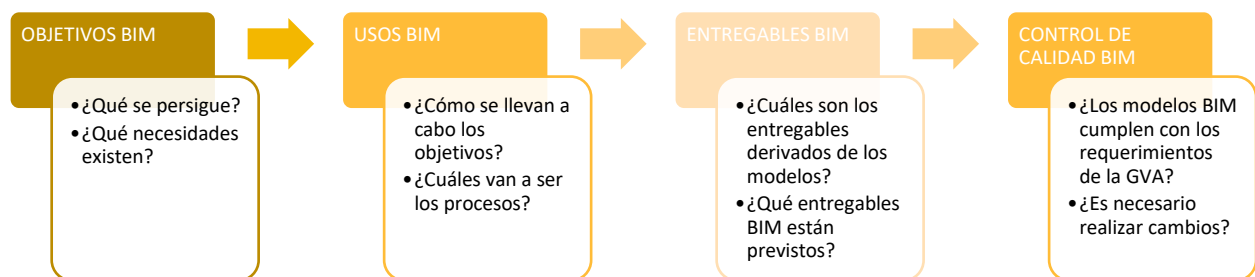 OBJETIVOS BIM
•¿Qué se persigue?
•¿Qué necesidades
existen?
USOS BIM
•¿Cómo se llevan a
cabo los
objetivos?
•¿Cuáles van a ser
los procesos?
ENTREGABLES BIM
•¿Cuáles son los
entregables
derivados de los
modelos?
•¿Qué entregables
BIM están
previstos?
CONTROL DE
CALIDAD BIM
•¿Los modelos BIM
cumplen con los
requerimientos
de la GVA?
•¿Es necesario
realizar cambios?